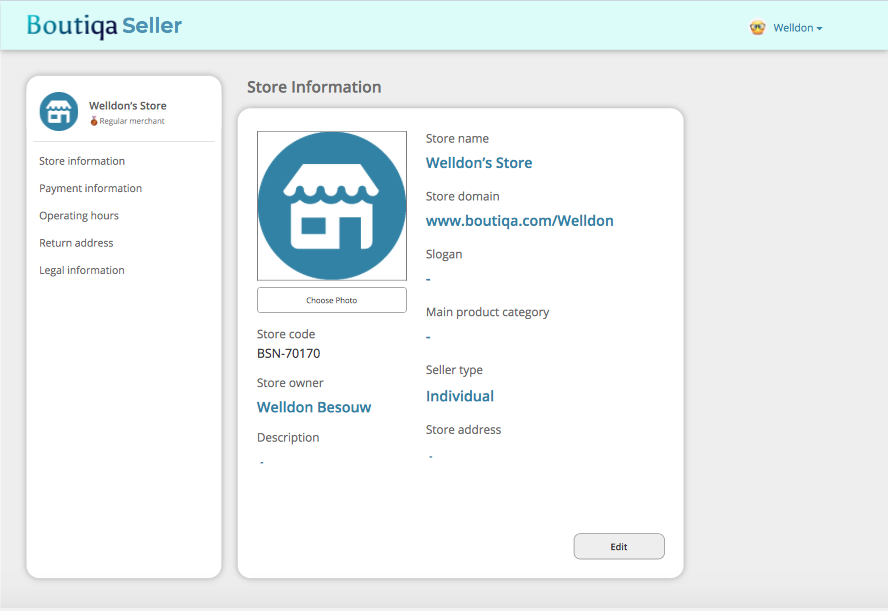 Boutiqa Seller
Welldon
Welldon's Store
Regular merchant
Store information
Payment information
Operating hours
Return address
Legal information
Store Information
Choose Photo
Store code
BSN-70170
Store owner
Welldon Besouw
Description
-
Store name
Welldon's Store
Store domain
www.boutiqa.com/Welldon
Slogan
-
Main product category
-
Seller type
Individual
Store address
-
Edit